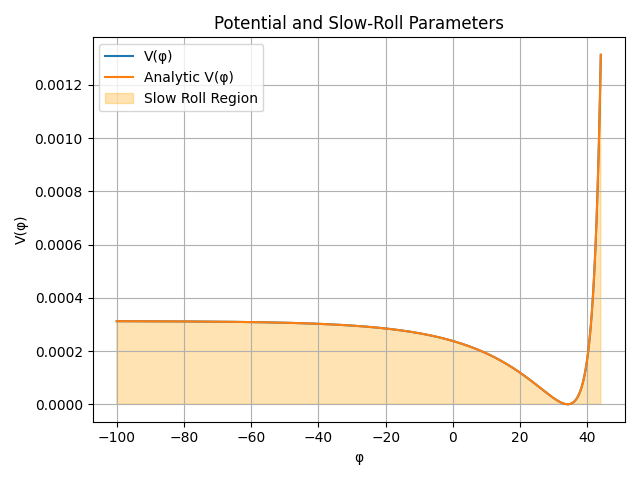 Potential and Slow-Roll Parameters
V(φ)
Analytic V(φ)
Slow Roll Region
0.0012
0.0010
0.0008
0.0006
0.0004
0.0002
0.0000
V(φ)
−100
−80
−60
−40
−20
0
20
40
φ